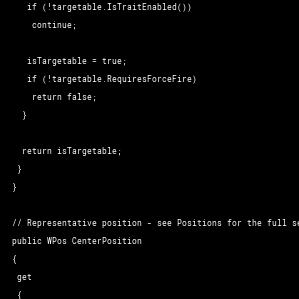 if (!targetable.IsTraitEnabled())
continue;
isTargetable = true;
if (!targetable.RequiresForceFire)
return false;
}
return isTargetable;
}
}
// Representative position - see Positions for the full
public WPos CenterPosition
{
get
{